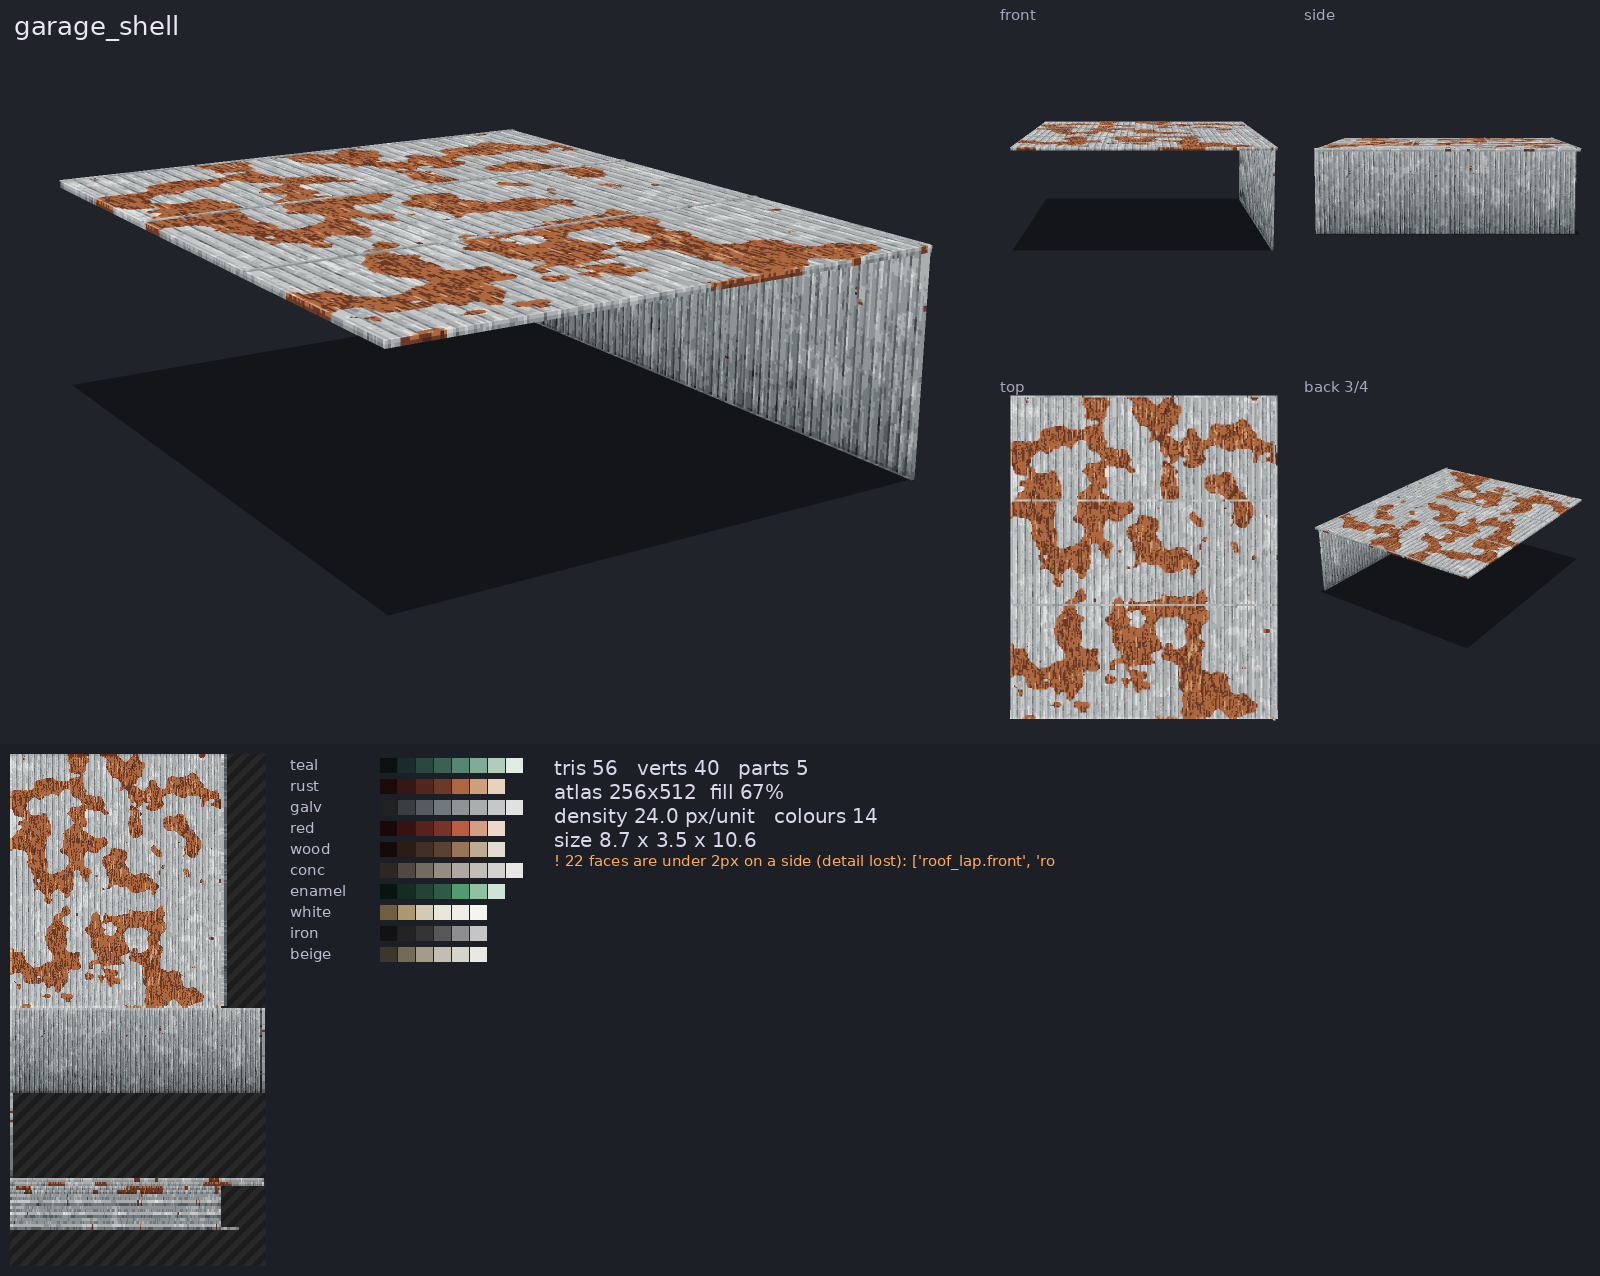 garage_shell
front
side
top
back 3/4
teal
rust
galv
red
wood
conc
enamel
white
iron
beige
tris 56   verts 40   parts 5
atlas 256x512  fill 67%
density 24.0 px/unit   colours 14
size 8.7 x 3.5 x 10.6
! 22 faces are under 2px on a side (detail lost): ['roof_lap.front', 'ro